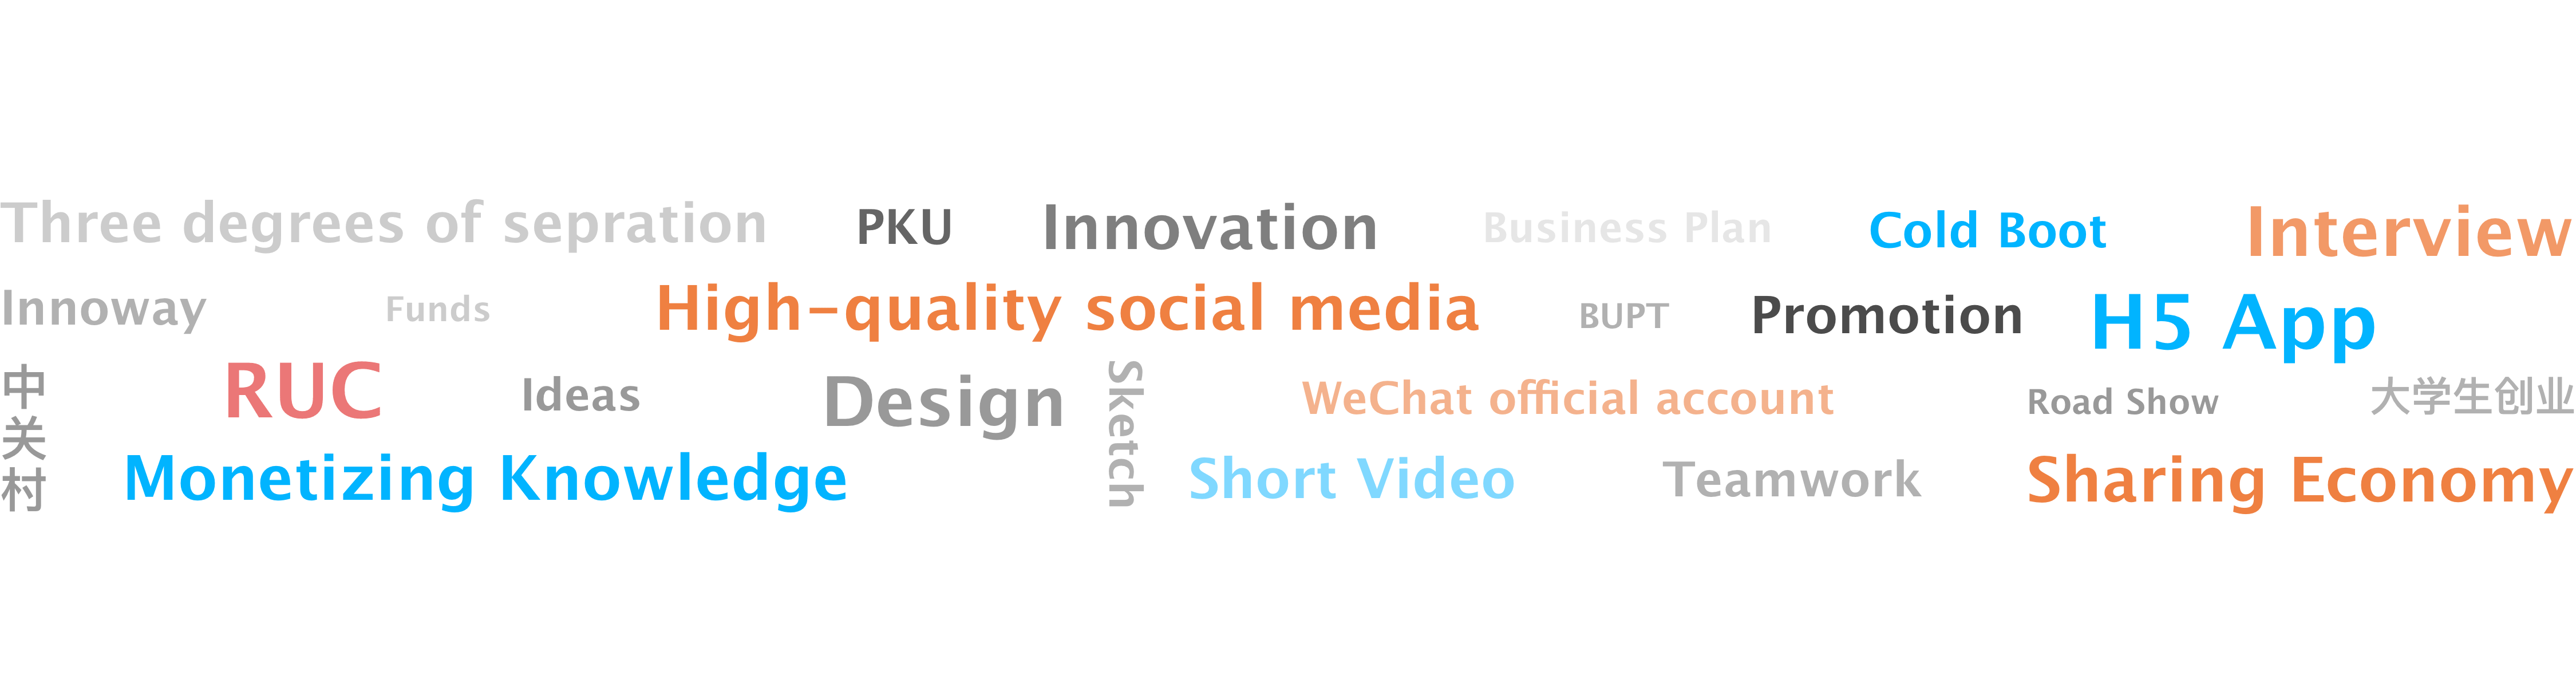 Three degrees of sepration PKU Innovation Business Plan Cold Boot Interview
Innoway Funds High-quality social media BUPT Promotion H5 App
中关村 RUC Ideas Design Sketch WeChat official account Road Show 大学生创业
Monetizing Knowledge Short Video Teamwork Sharing Economy